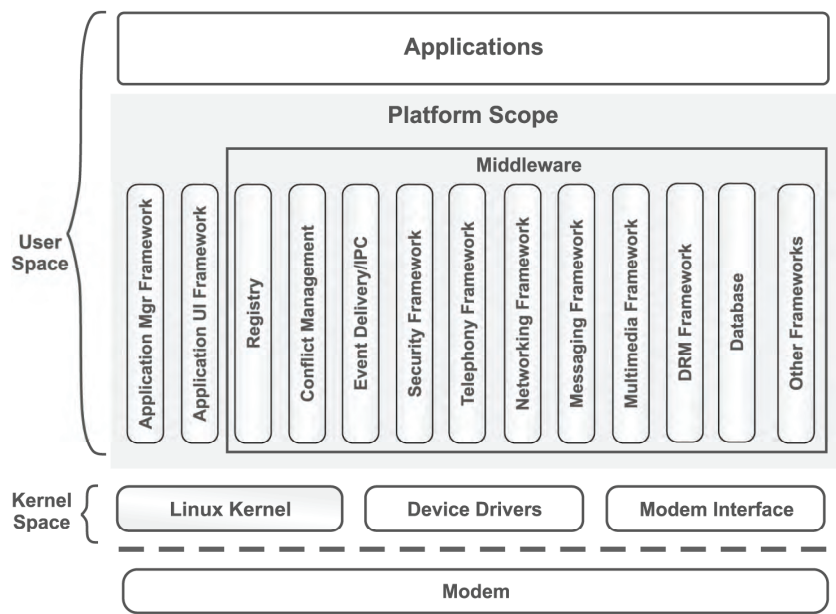 Applications
Platform Scope
Middleware
User
Space
Application Mgr Framework
Application UI Framework
Registry
Conflict Management
Event Delivery/IPC
Security Framework
Telephony Framework
Networking Framework
Messaging Framework
Multimedia Framework
DRM Framework
Database
Other Frameworks
Kernel
Space
Linux Kernel
Device Drivers
Modem Interface
Modem